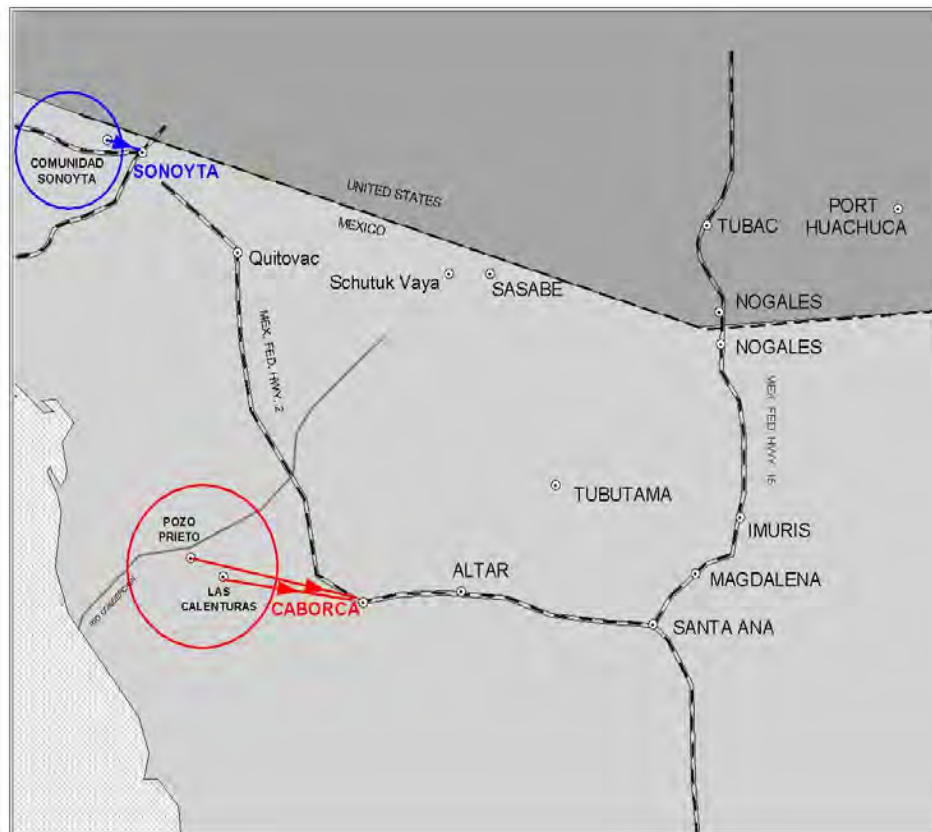 COMUNIDAD
SONOYTA
SONOYTA
UNITED STATES
MEXICO
Quitovac
Schutuk Vaya
SASABE
TUBAC
PORT
HUACHUCA
NOGALES
NOGALES
MEX. FED. HWY. 2
MEX. FED. HWY. 15
TUBUTAMA
IMURIS
POZO
PRIETO
LAS
CALENTURAS
CABORCA
ALTAR
MAGDALENA
SANTA ANA
RIO